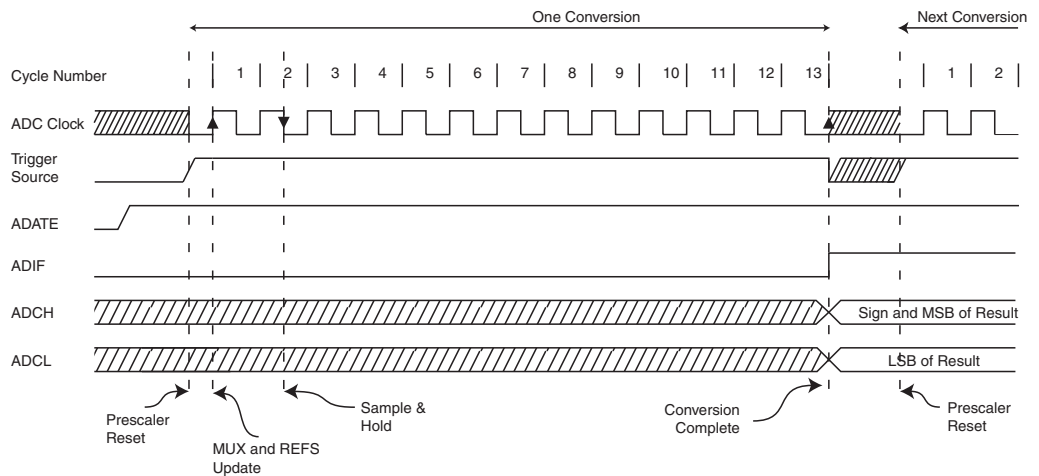 One Conversion
Next Conversion
Cycle Number
1 2 3 4 5 6 7 8 9 10 11 12 13 1 2
ADC Clock
Trigger
Source
ADATE
ADIF
ADCH
Sign and MSB of Result
ADCL
LSB of Result
Prescaler
Reset
MUX and REFS
Update
Sample &
Hold
Conversion
Complete
Prescaler
Reset